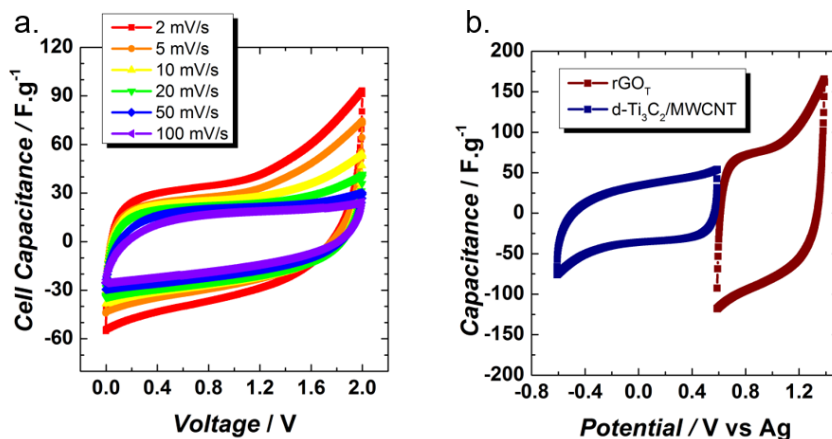 a.
2 mV/s
5 mV/s
10 mV/s
20 mV/s
50 mV/s
100 mV/s
Cell Capacitance / F.g⁻¹
90
60
30
0
-30
-60
0.0 0.4 0.8 1.2 1.6 2.0
Voltage / V
b.
rGO_T
d-Ti₃C₂/MWCNT
Capacitance / F.g⁻¹
200
150
100
50
0
-50
-100
-150
-200
-0.8 -0.4 0.0 0.4 0.8 1.2
Potential / V vs Ag